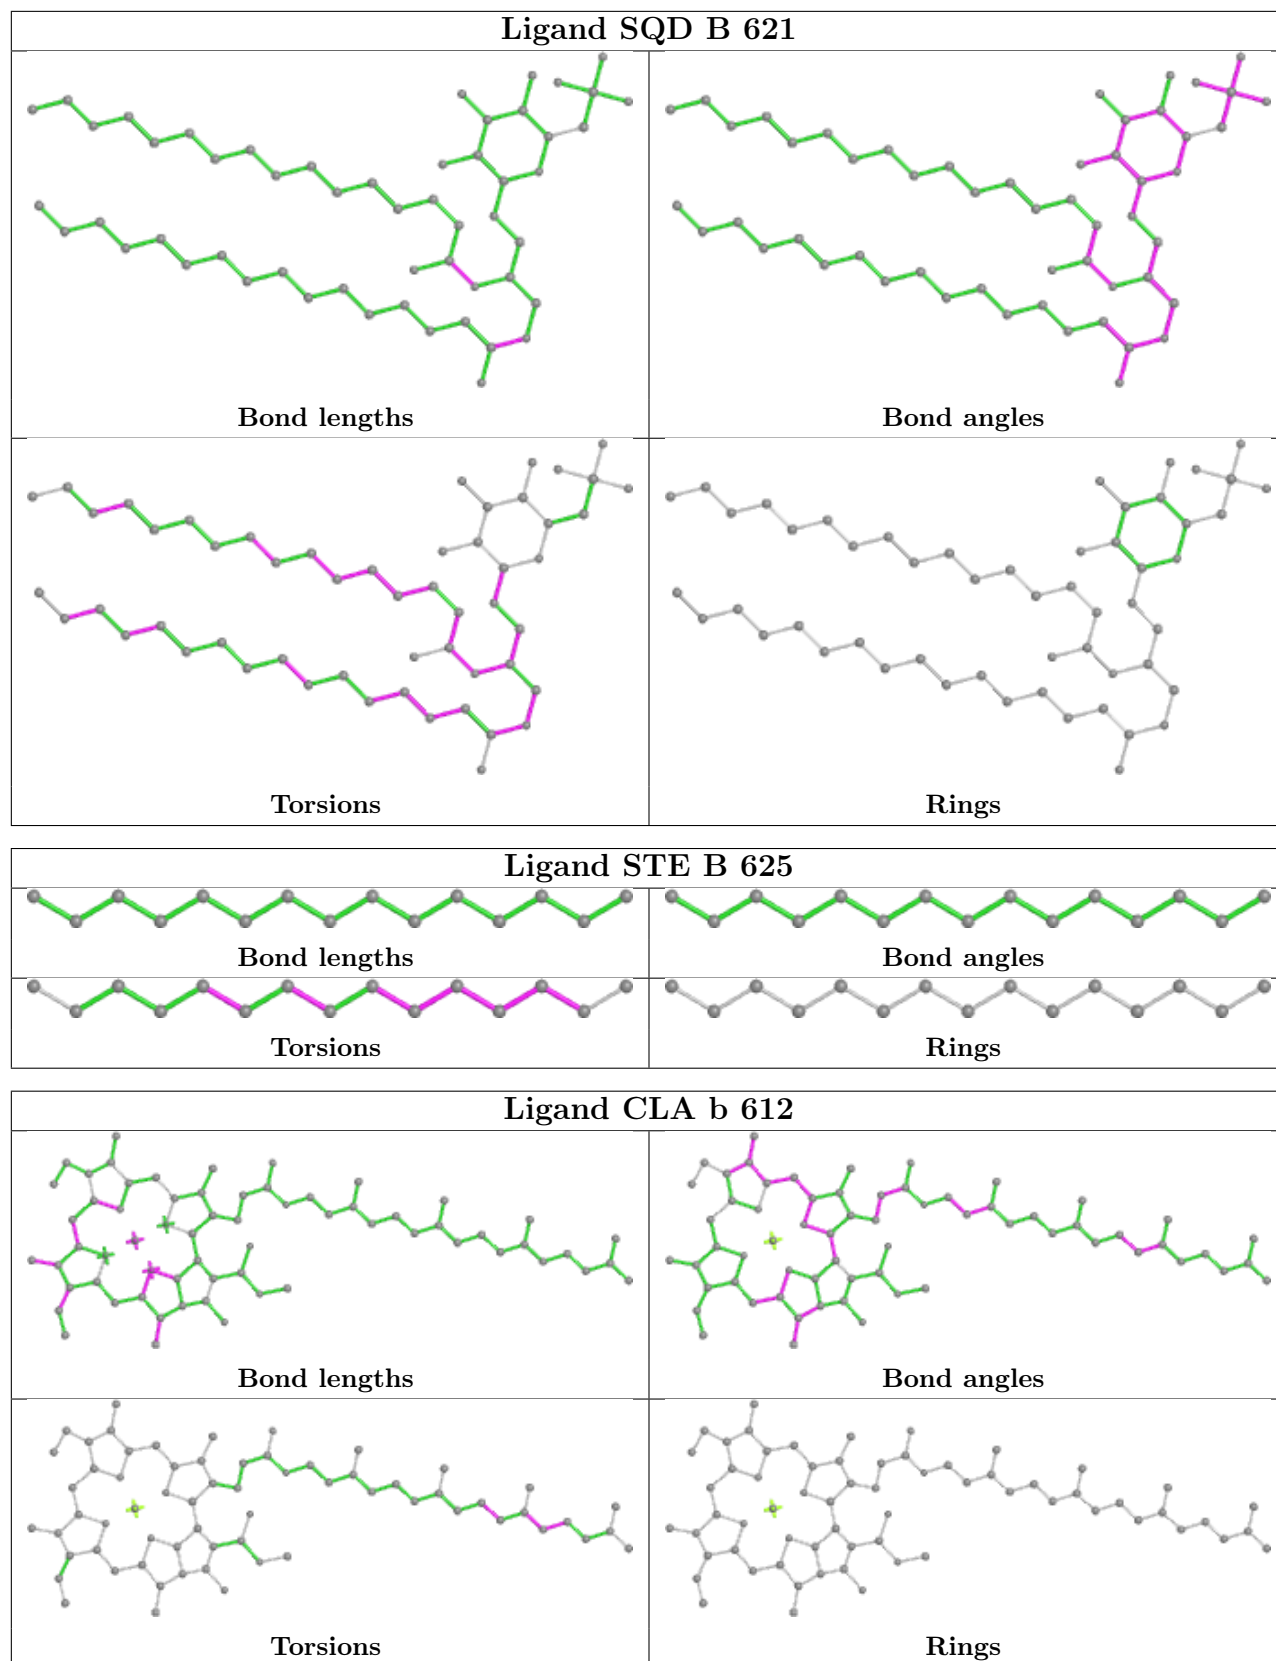 Ligand SQD B 621
Bond lengths
Bond angles
Torsions
Rings
Ligand STE B 625
Bond lengths
Bond angles
Torsions
Rings
Ligand CLA b 612
Bond lengths
Bond angles
Torsions
Rings